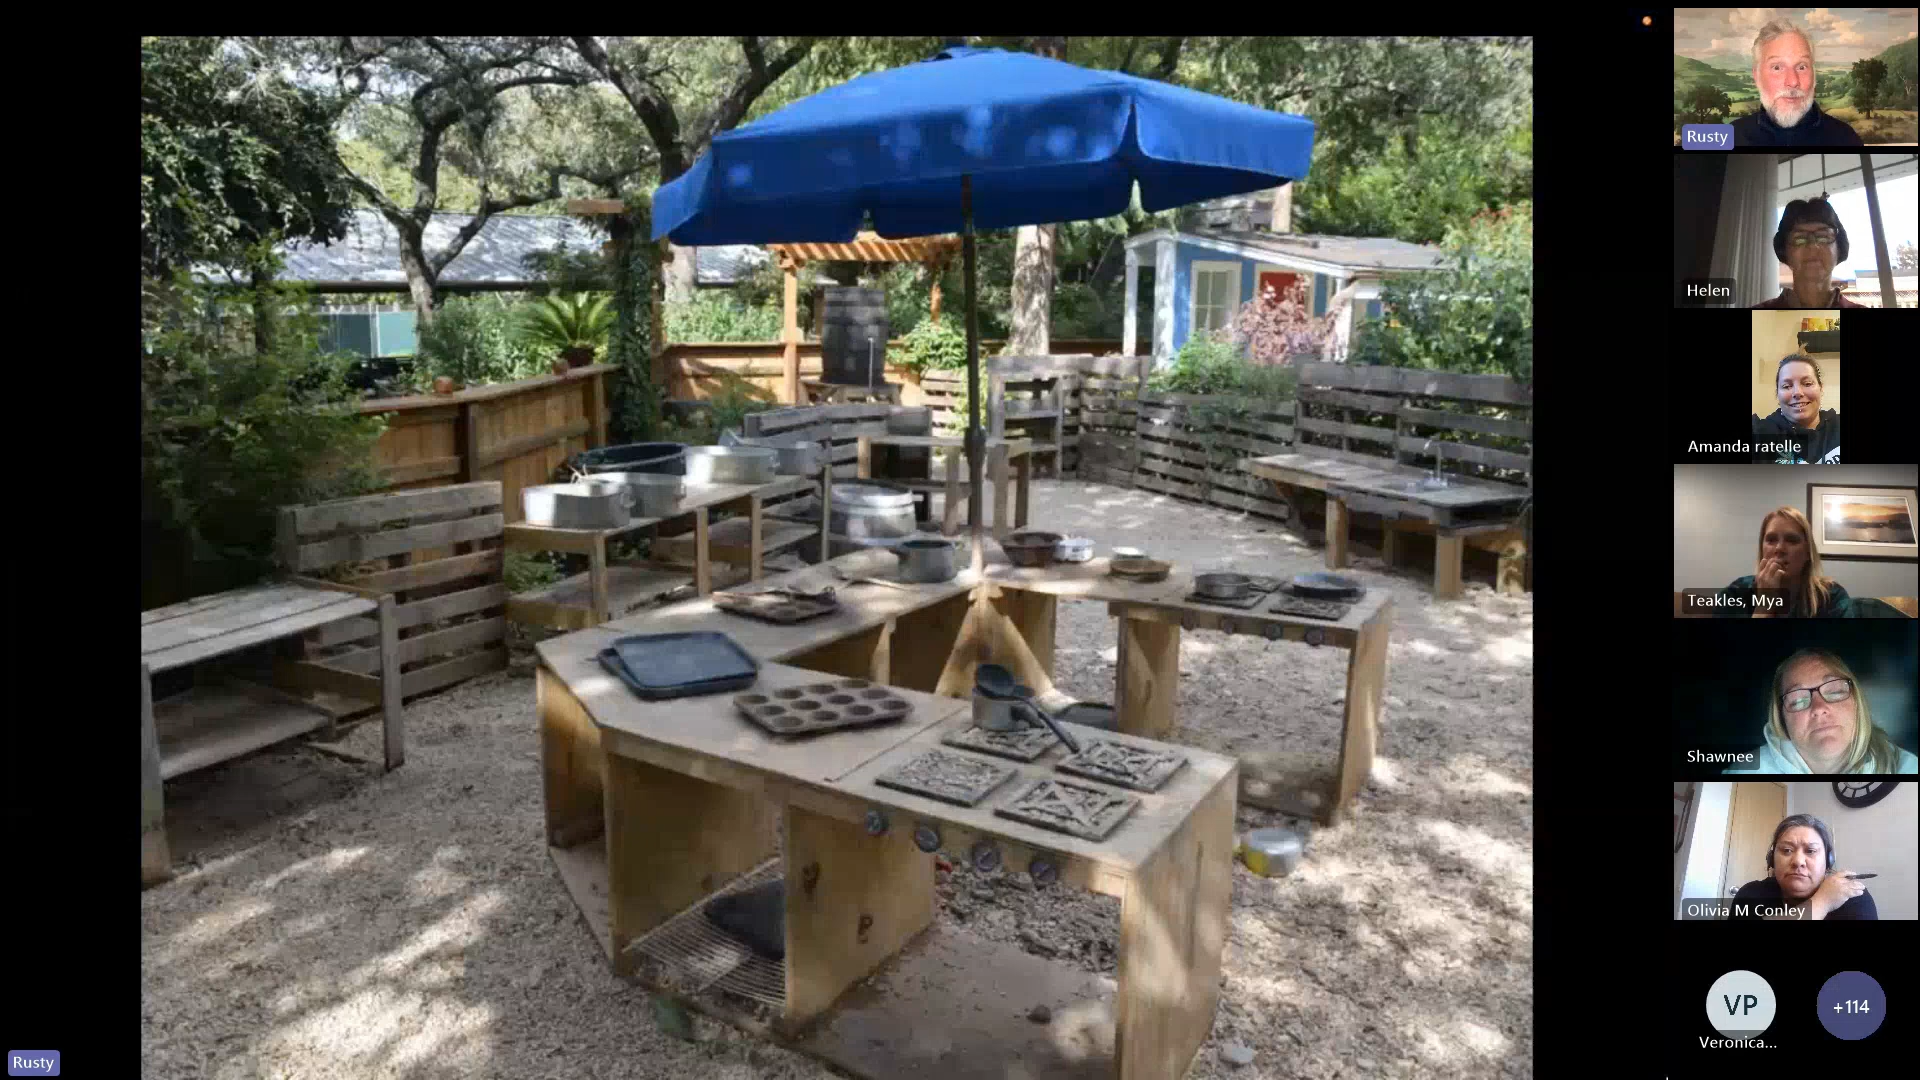 Rusty
Helen
Amanda ratelle
Teakles, Mya
Shawnee
Olivia M Conley
VP
+114
Veronica...
Rusty